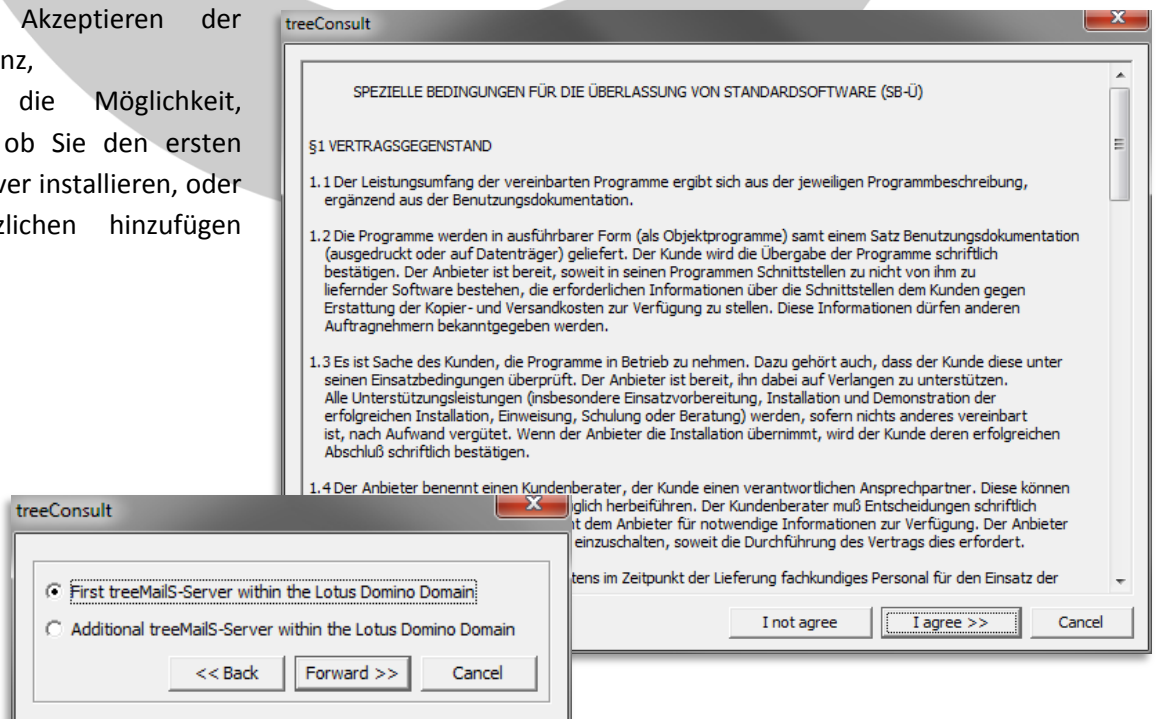 Akzeptieren der
nz,
die Möglichkeit,
ob Sie den ersten
ver installieren, oder
zlichen hinzufügen
treeConsult
SPEZIELLE BEDINGUNGEN FÜR DIE ÜBERLASSUNG VON STANDARDSOFTWARE (SB-Ü)
§1 VERTRAGSGEGENSTAND
1.1 Der Leistungsumfang der vereinbarten Programme ergibt sich aus der jeweiligen Programmbeschreibung,
ergänzend aus der Benutzungsdokumentation.
1.2 Die Programme werden in ausführbarer Form (als Objektprogramme) samt einem Satz Benutzungsdokumentation
(ausgedruckt oder auf Datenträger) geliefert. Der Kunde wird die Übergabe der Programme schriftlich
bestätigen. Der Anbieter ist bereit, soweit in seinen Programmen Schnittstellen zu nicht von ihm zu
liefernder Software bestehen, die erforderlichen Informationen über die Schnittstellen dem Kunden gegen
Erstattung der Kopier- und Versandkosten zur Verfügung zu stellen. Diese Informationen dürfen anderen
Auftragnehmern bekanntgegeben werden.
1.3 Es ist Sache des Kunden, die Programme in Betrieb zu nehmen. Dazu gehört auch, dass der Kunde diese unter
seinen Einsatzbedingungen überprüft. Der Anbieter ist bereit, ihn dabei auf Verlangen zu unterstützen.
Alle Unterstützungsleistungen (insbesondere Einsatzvorbereitung, Installation und Demonstration der
erfolgreichen Installation, Einweisung, Schulung oder Beratung) werden, sofern nichts anderes vereinbart
ist, nach Aufwand vergütet. Wenn der Anbieter die Installation übernimmt, wird der Kunde deren erfolgreichen
Abschluß schriftlich bestätigen.
1.4 Der Anbieter benennt einen Kundenberater, der Kunde einen verantwortlichen Ansprechpartner. Diese können
glich herbeiführen. Der Kundenberater muß Entscheidungen schriftlich
t dem Anbieter für notwendige Informationen zur Verfügung. Der Anbieter
einzuschalten, soweit die Durchführung des Vertrags dies erfordert.
tens im Zeitpunkt der Lieferung fachkundiges Personal für den Einsatz der
I not agree
I agree >>
Cancel
treeConsult
First treeMailS-Server within the Lotus Domino Domain
Additional treeMailS-Server within the Lotus Domino Domain
<< Back
Forward >>
Cancel